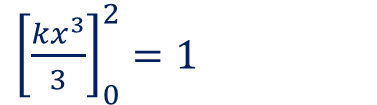 [kx³/3]₀² = 1